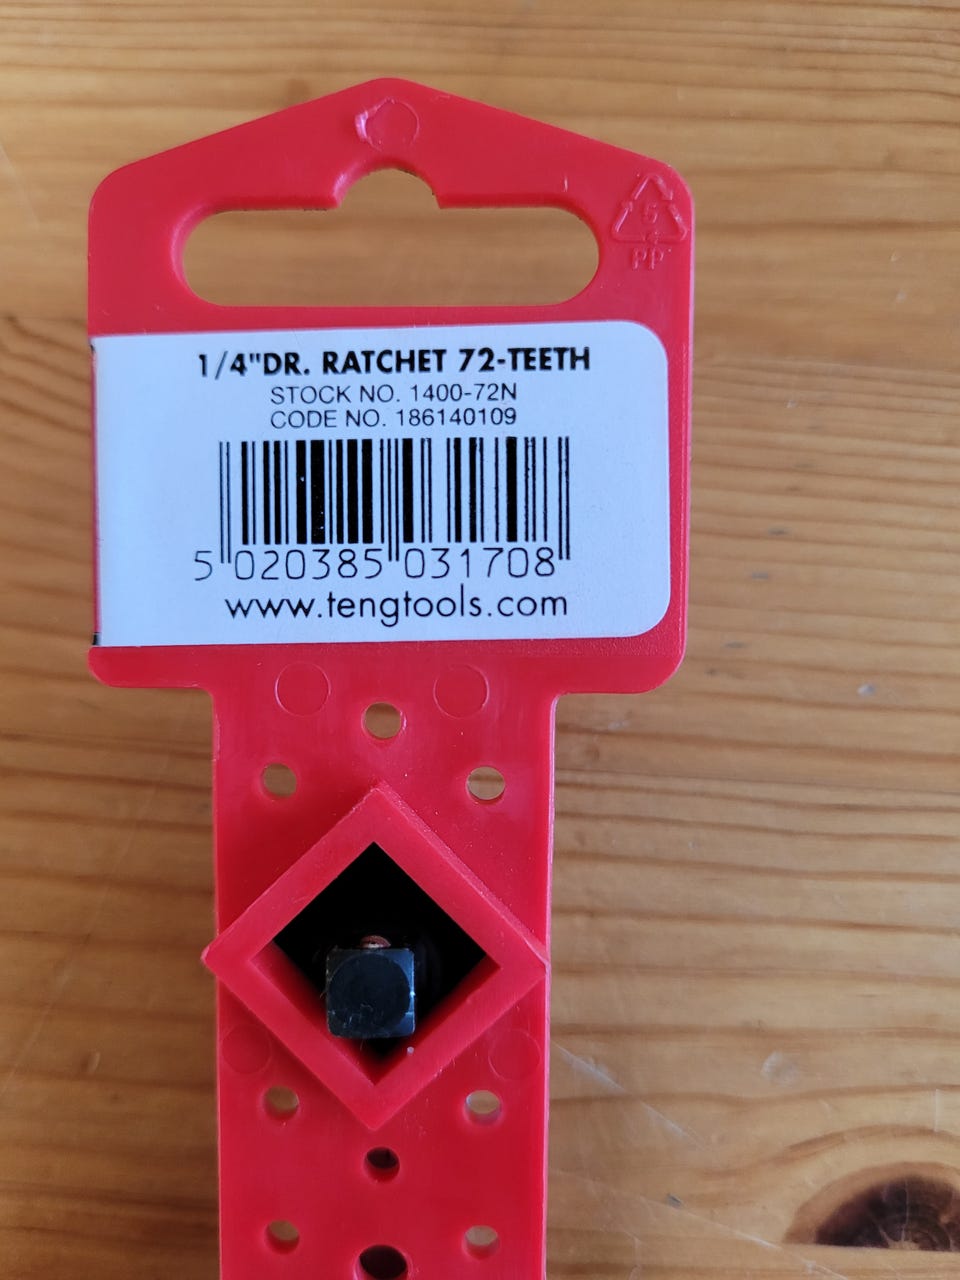 5
PP
1/4"DR. RATCHET 72-TEETH
STOCK NO. 1400-72N
CODE NO. 186140109
5 020385 031708
www.tengtools.com